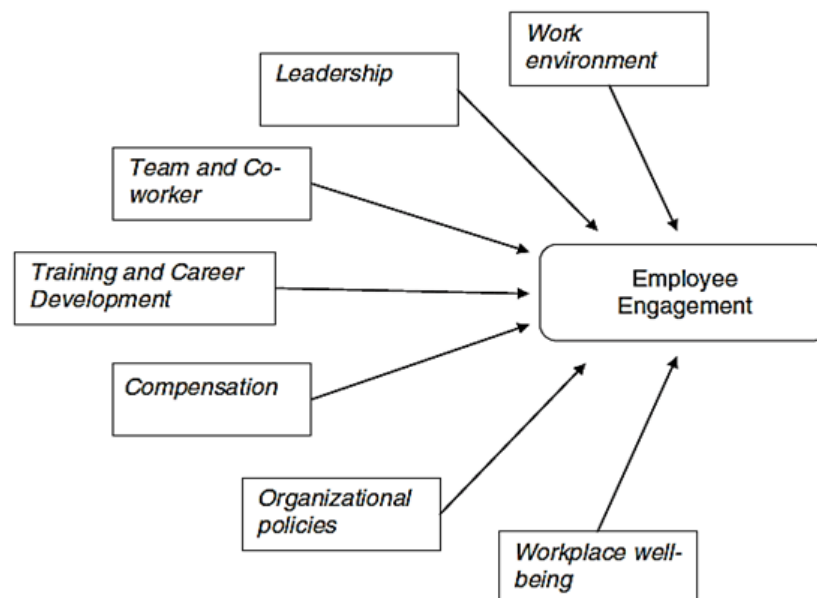 Work
environment
Leadership
Team and Co-
worker
Training and Career
Development
Employee
Engagement
Compensation
Organizational
policies
Workplace well-
being